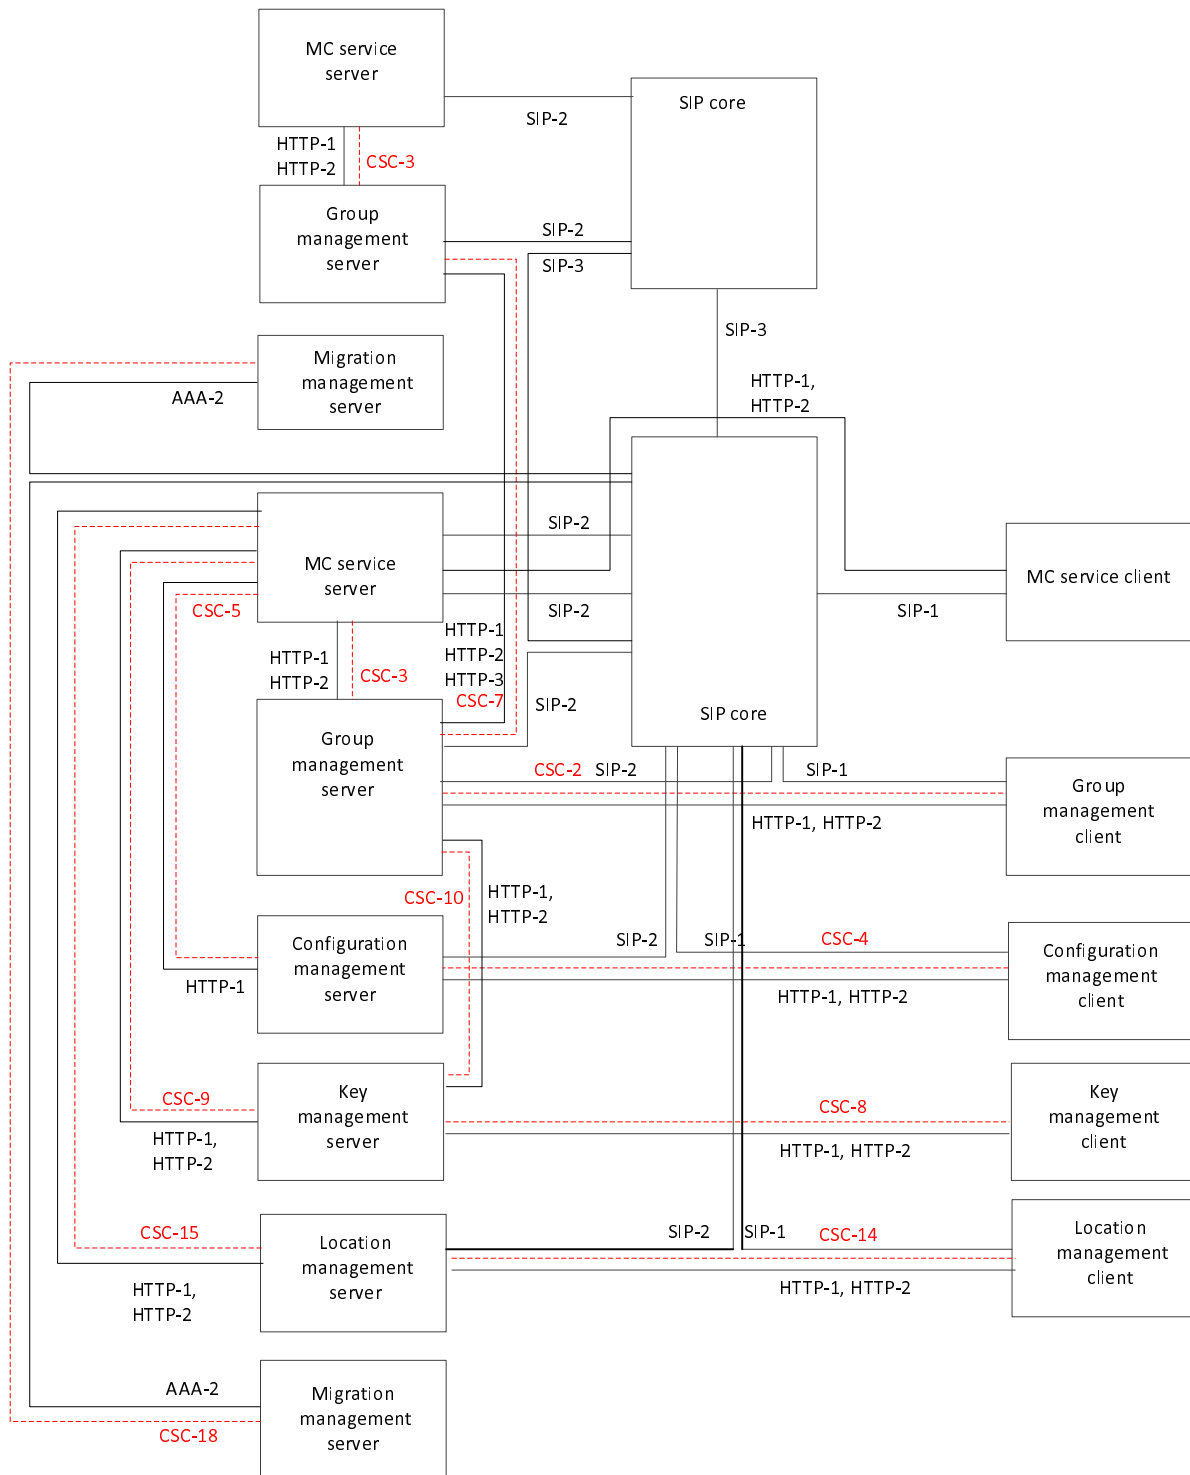 MC service
server
SIP core
SIP-2
HTTP-1
HTTP-2
CSC-3
Group
management
server
SIP-2
SIP-3
SIP-3
Migration
management
server
AAA-2
HTTP-1,
HTTP-2
MC service
server
SIP-2
SIP-2
CSC-5
MC service client
SIP-1
HTTP-1
HTTP-2
CSC-3
HTTP-1
HTTP-2
HTTP-3
CSC-7
SIP-2
SIP core
Group
management
server
CSC-2
SIP-2
SIP-1
Group
management
client
HTTP-1, HTTP-2
CSC-10
HTTP-1,
HTTP-2
Configuration
management
server
SIP-2
SIP-1
CSC-4
Configuration
management
client
HTTP-1
HTTP-1, HTTP-2
Key
management
server
CSC-9
CSC-8
Key
management
client
HTTP-1,
HTTP-2
HTTP-1, HTTP-2
CSC-15
Location
management
server
SIP-2
SIP-1
CSC-14
Location
management
client
HTTP-1,
HTTP-2
HTTP-1, HTTP-2
AAA-2
CSC-18
Migration
management
server